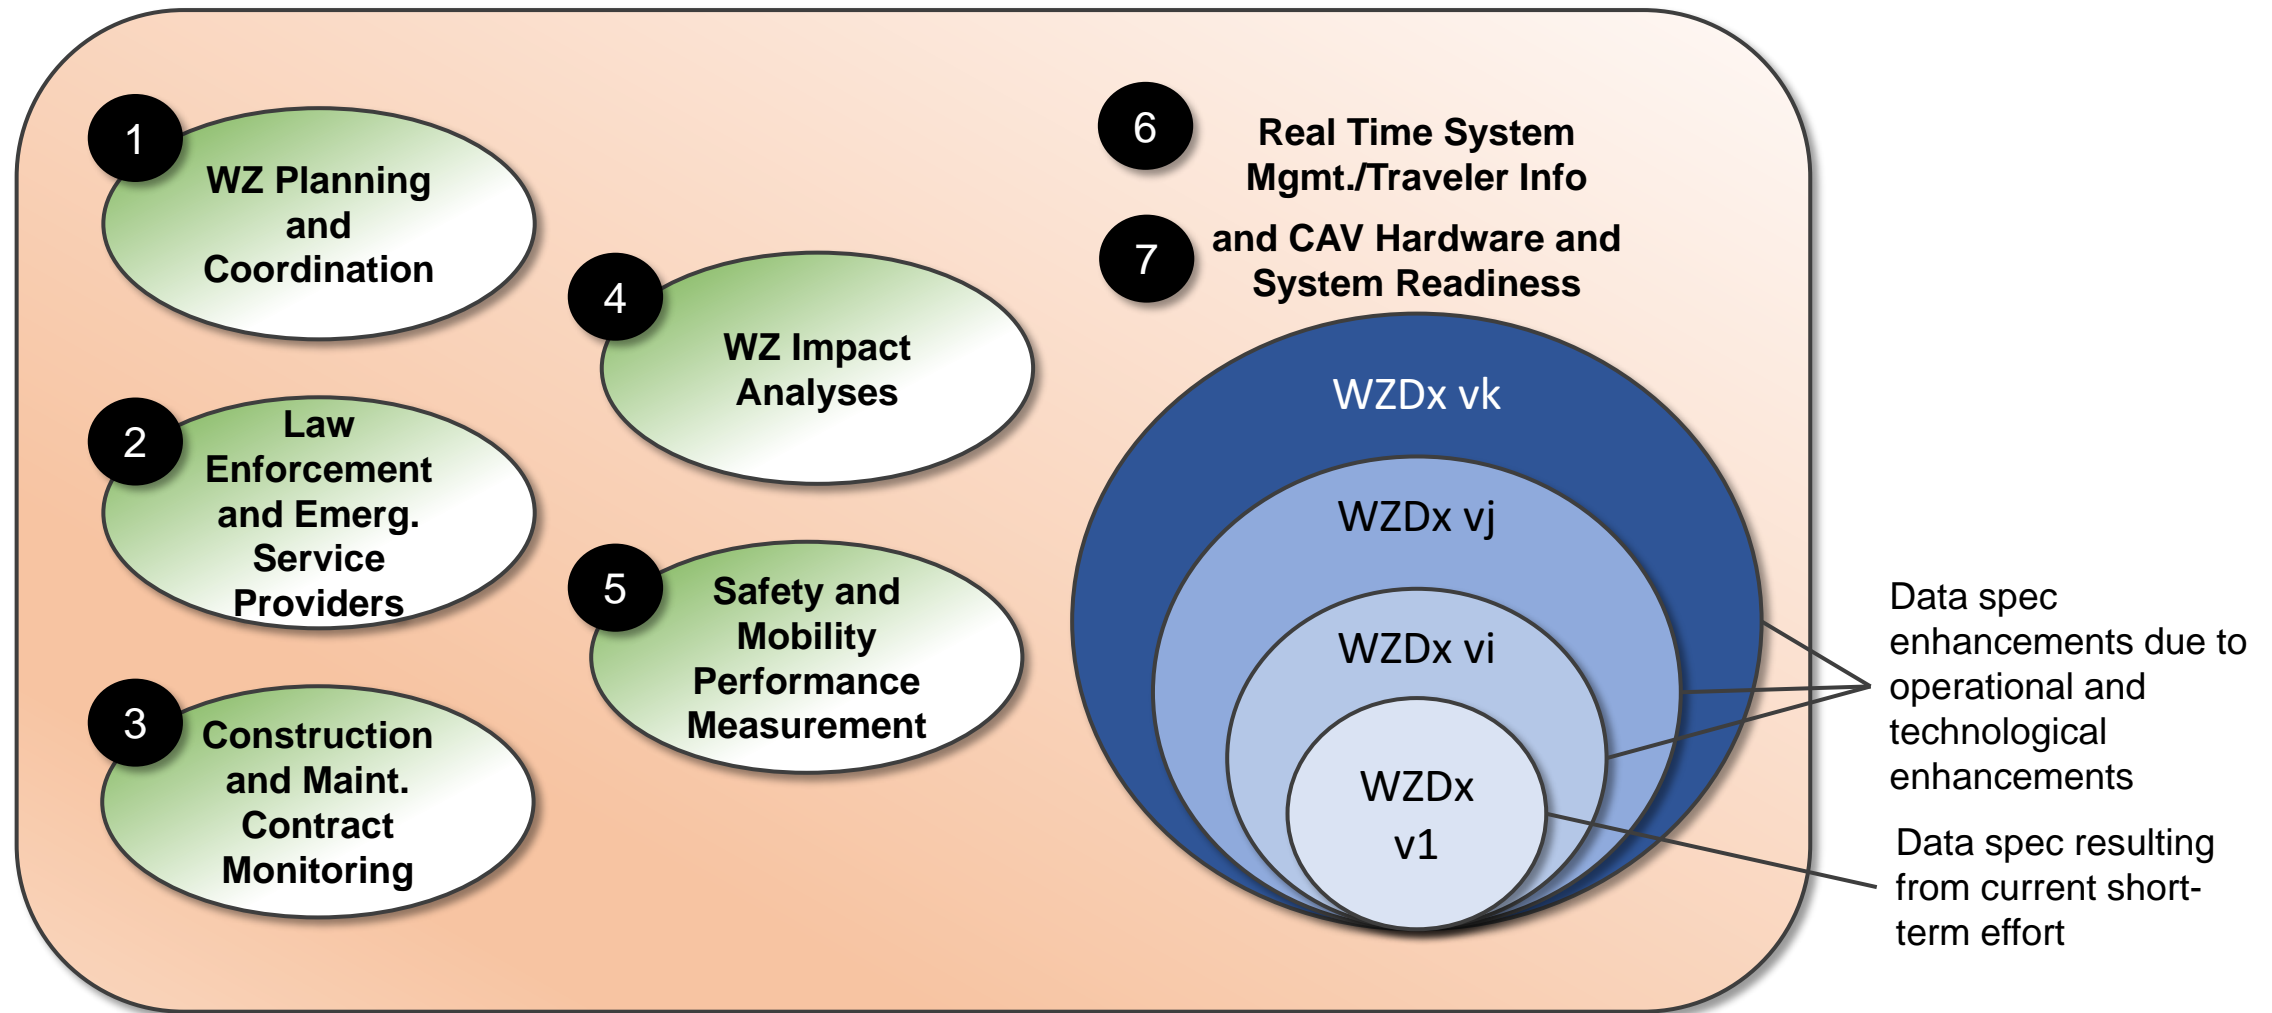 1
WZ Planning
and
Coordination
2
Law
Enforcement
and Emerg.
Service
Providers
3
Construction
and Maint.
Contract
Monitoring
4
WZ Impact
Analyses
5
Safety and
Mobility
Performance
Measurement
6
Real Time System
Mgmt./Traveler Info
7
and CAV Hardware and
System Readiness
WZDx vk
WZDx vj
WZDx vi
WZDx
v1
Data spec
enhancements due to
operational and
technological
enhancements
Data spec resulting
from current short-
term effort